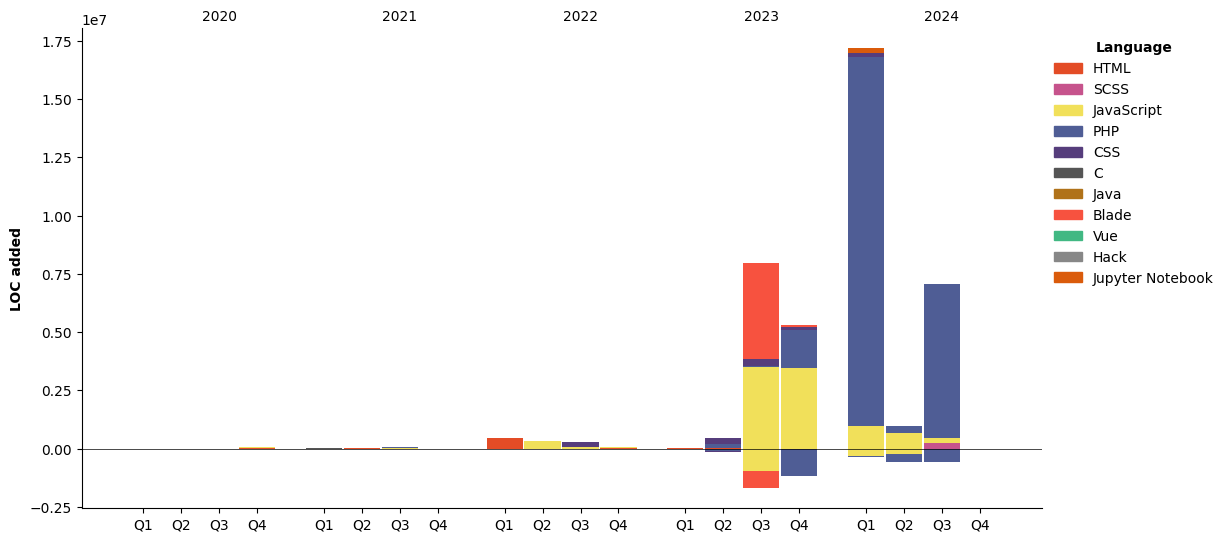 2020 2021 2022 2023 2024
1e7
1.75
1.50
1.25
1.00
0.75
0.50
0.25
0.00
−0.25
LOC added
Q1 Q2 Q3 Q4 Q1 Q2 Q3 Q4 Q1 Q2 Q3 Q4 Q1 Q2 Q3 Q4 Q1 Q2 Q3 Q4
Language
HTML
SCSS
JavaScript
PHP
CSS
C
Java
Blade
Vue
Hack
Jupyter Notebook